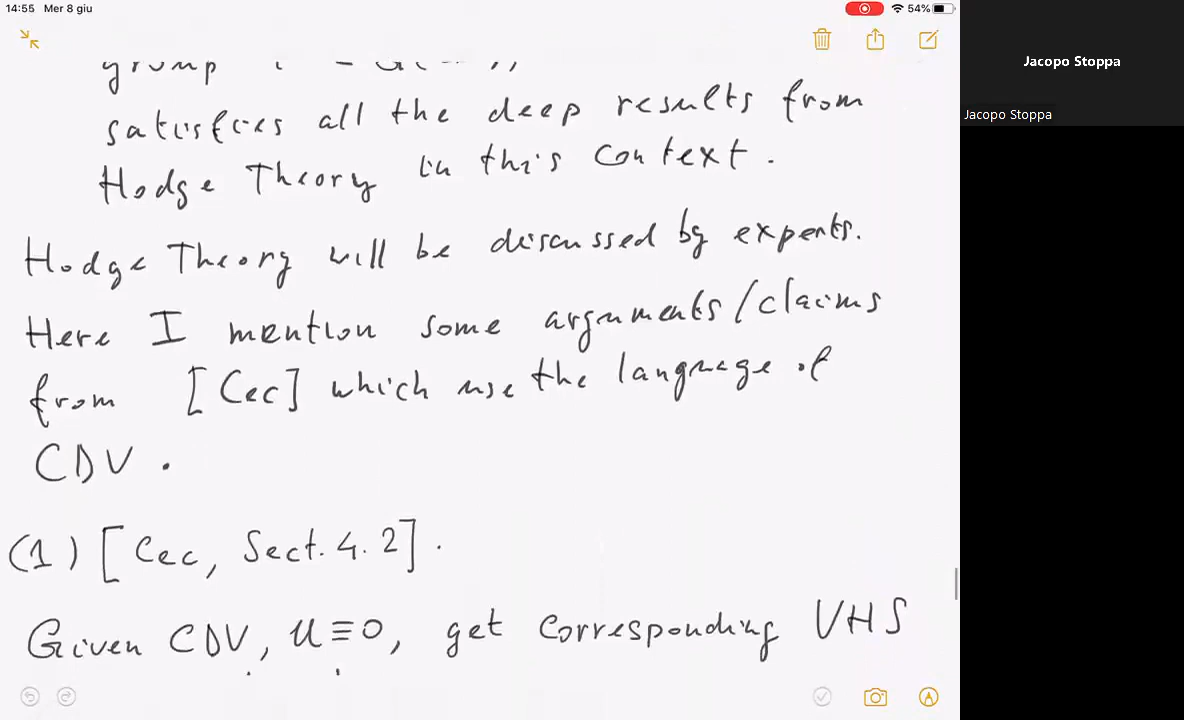 14:55 Mer 8 giu
54%
Jacopo Stoppa
Jacopo Stoppa
group
satisfies all the deep results from
Hodge Theory in this context.
Hodge Theory will be discussed by experts.
Here I mention some arguments/claims
from [Cec] which use the language of
CDV.
(1) [Cec, Sect. 4.2].
Given CDV, U≡0, get corresponding VHS